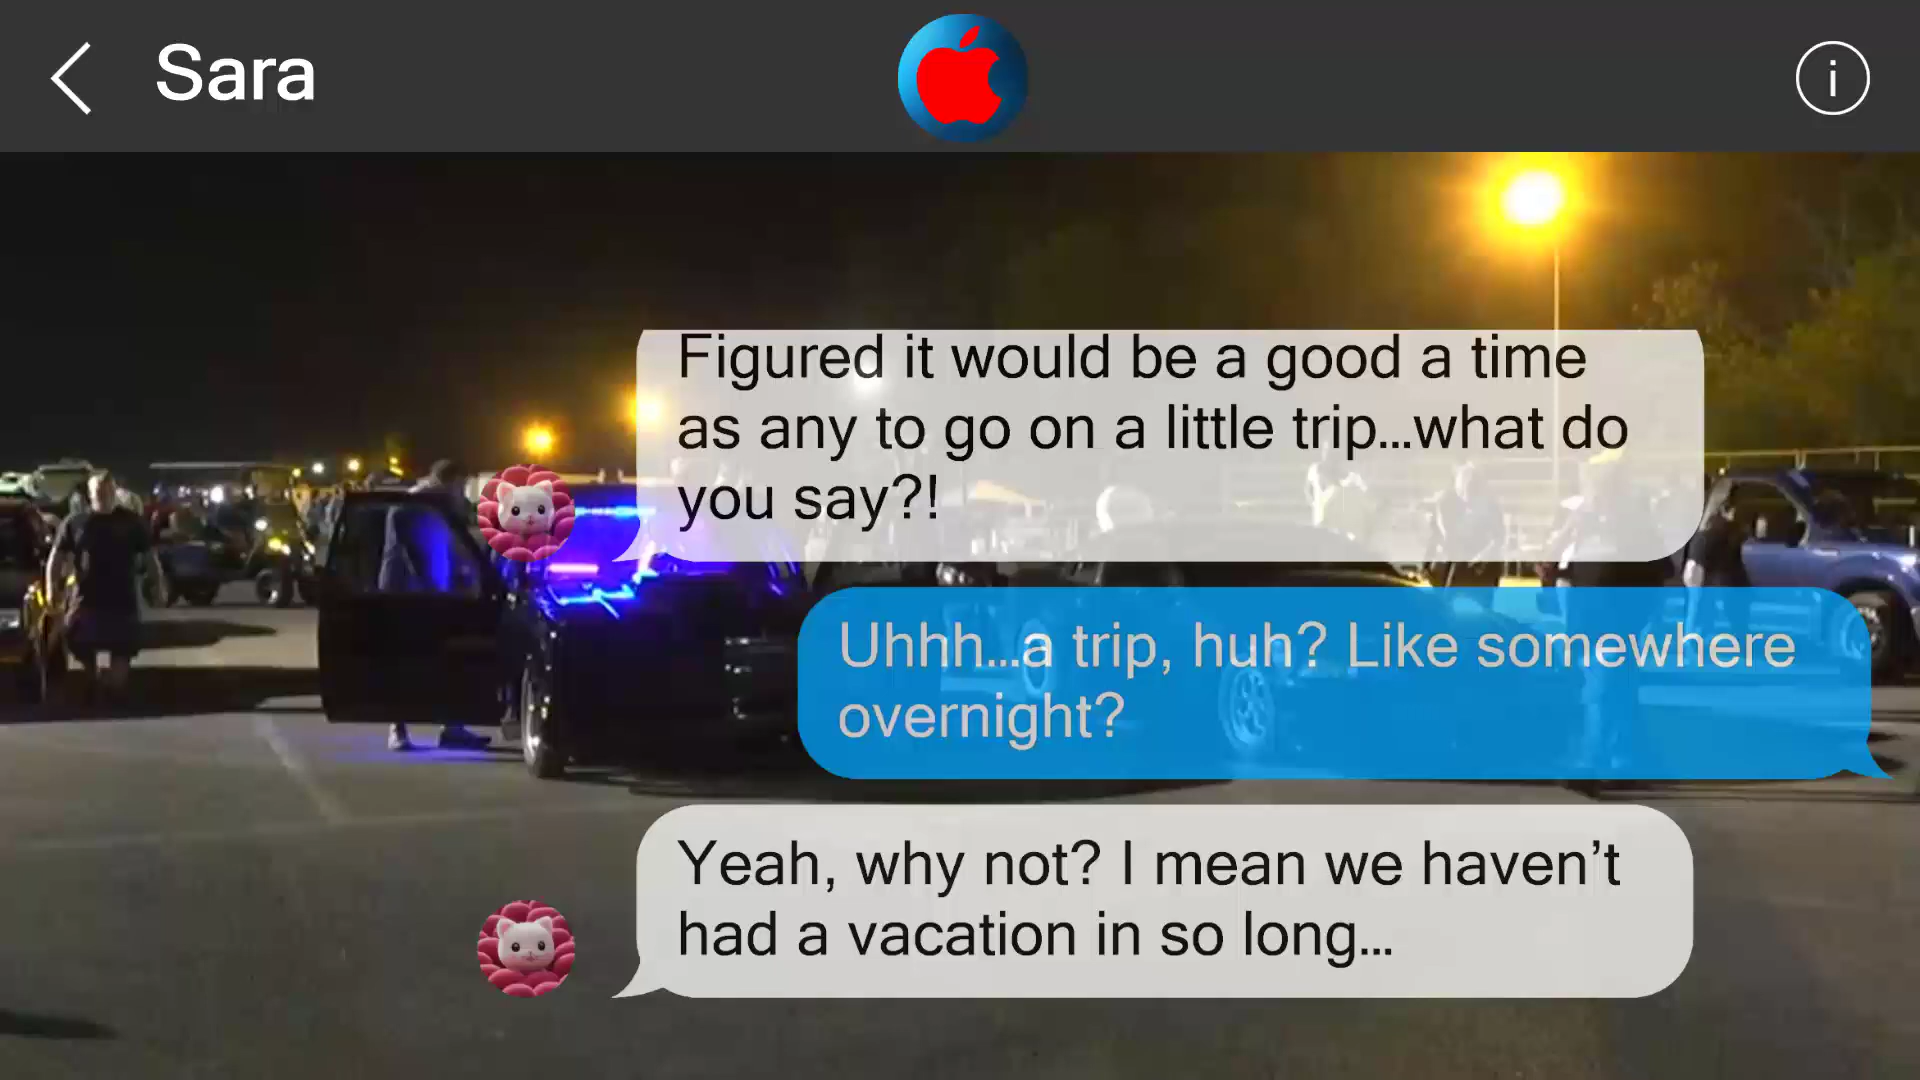 Sara
i
Figured it would be a good a time
as any to go on a little trip...what do
you say?!
Uhhh...a trip, huh? Like somewhere
overnight?
Yeah, why not? I mean we haven’t
had a vacation in so long...